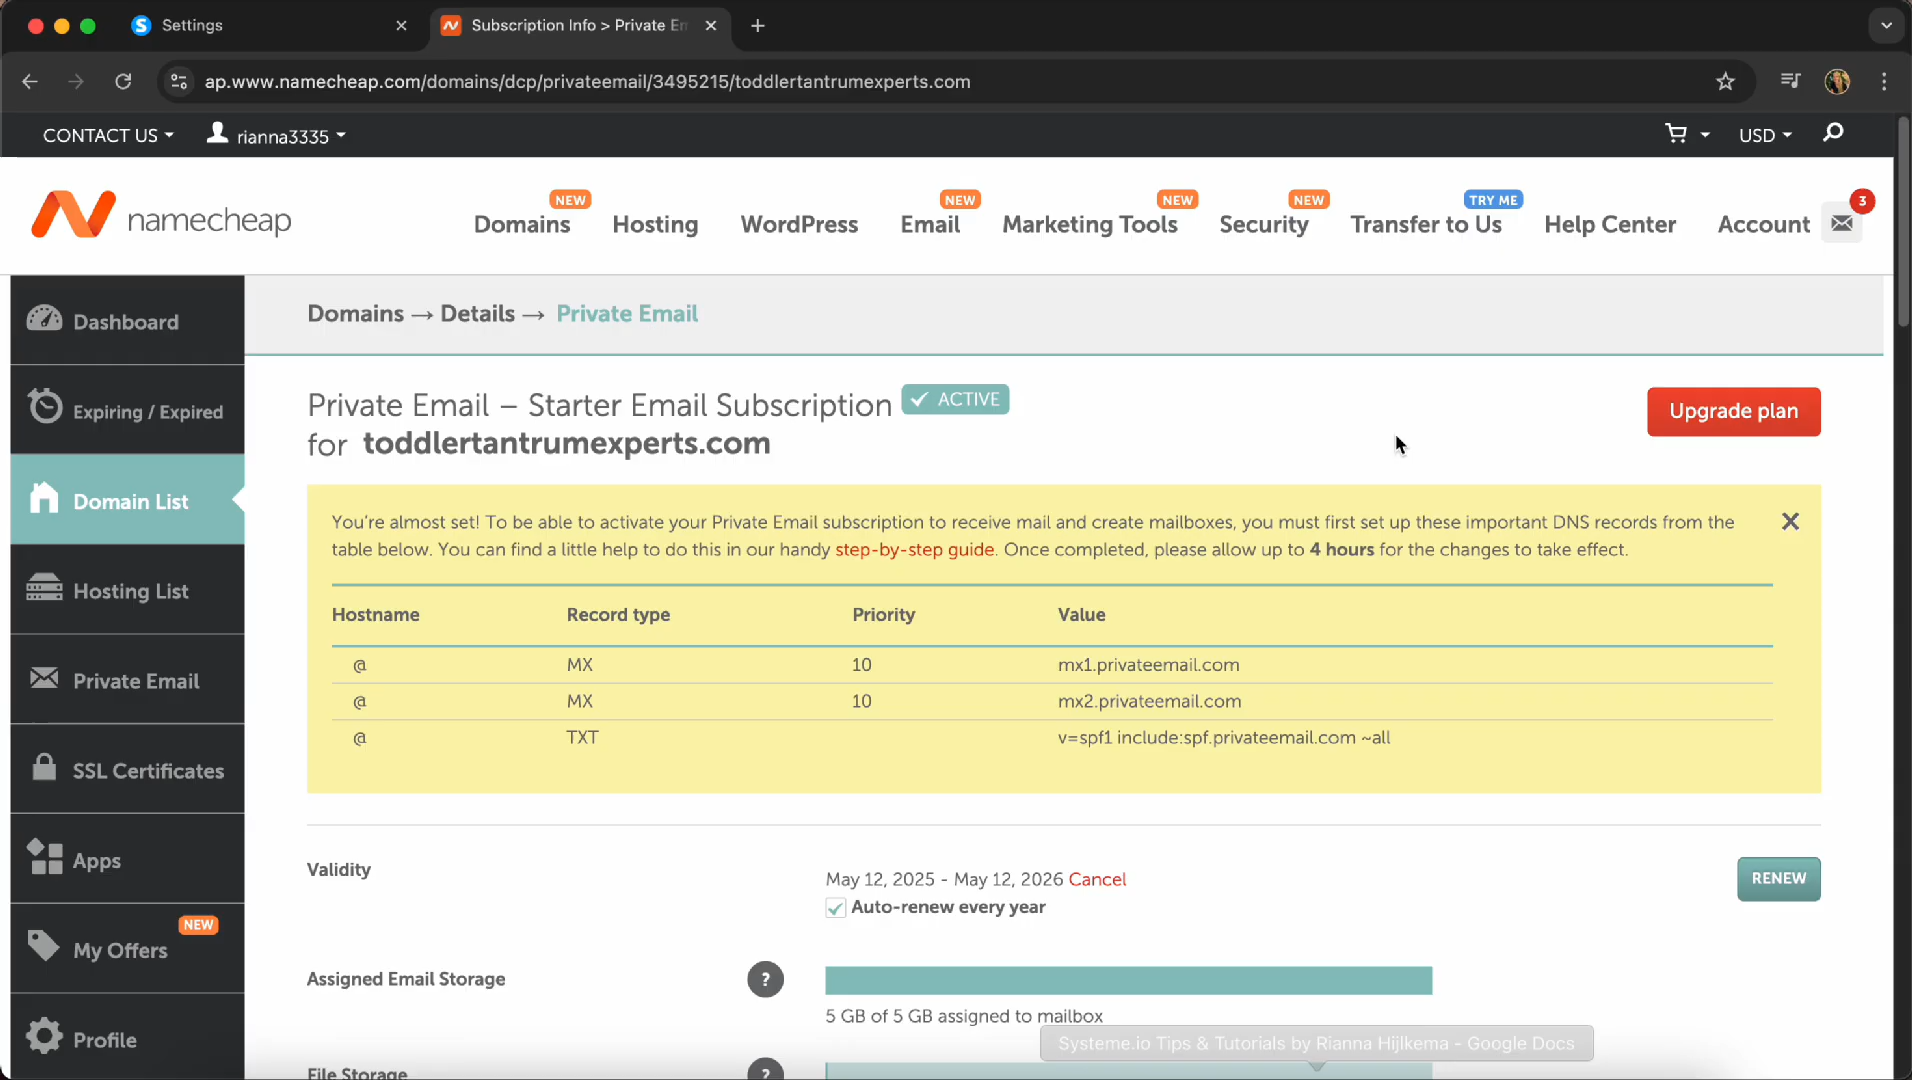 Settings
Subscription Info > Private Em
ap.www.namecheap.com/domains/dcp/privateemail/3495215/toddlertantrumexperts.com
CONTACT US
rianna3335
USD
namecheap
Domains NEW
Hosting
WordPress
Email NEW
Marketing Tools NEW
Security NEW
Transfer to Us TRY ME
Help Center
Account
3
Dashboard
Expiring / Expired
Domain List
Hosting List
Private Email
SSL Certificates
Apps
My Offers NEW
Profile
Domains → Details → Private Email
Private Email – Starter Email Subscription ACTIVE
for toddlertantrumexperts.com
Upgrade plan
You're almost set! To be able to activate your Private Email subscription to receive mail and create mailboxes, you must first set up these important DNS records from the
table below. You can find a little help to do this in our handy step-by-step guide. Once completed, please allow up to 4 hours for the changes to take effect.
Hostname Record type Priority Value
@ MX 10 mx1.privateemail.com
@ MX 10 mx2.privateemail.com
@ TXT v=spf1 include:spf.privateemail.com ~all
Validity
May 12, 2025 - May 12, 2026 Cancel
Auto-renew every year
RENEW
Assigned Email Storage ?
5 GB of 5 GB assigned to mailbox
Systeme.io Tips & Tutorials by Rianna Hijlkema - Google Docs
File Storage ?